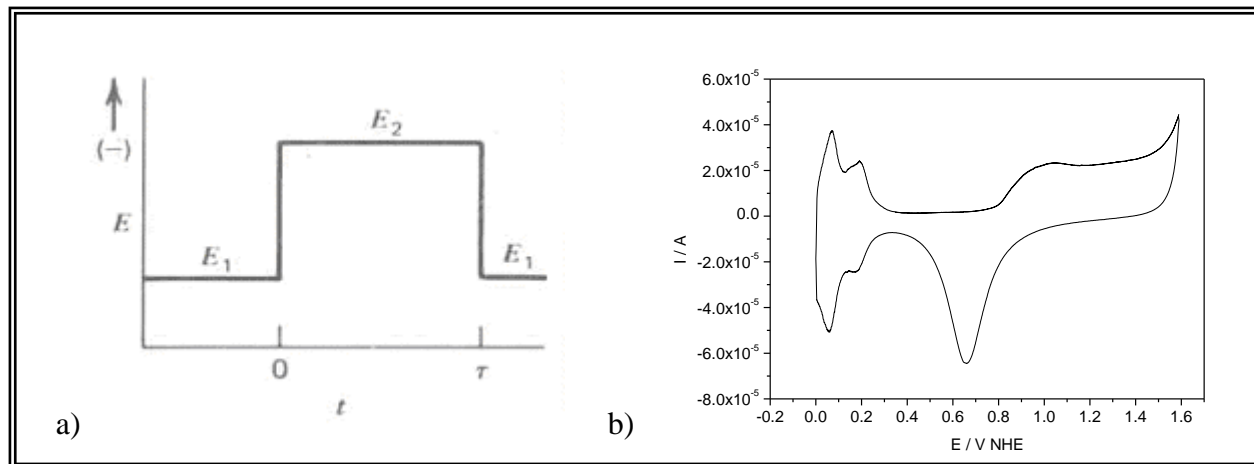 (−)
E
E₁
E₂
E₁
0
τ
t
a)
6.0x10⁻⁵
4.0x10⁻⁵
2.0x10⁻⁵
0.0
-2.0x10⁻⁵
-4.0x10⁻⁵
-6.0x10⁻⁵
-8.0x10⁻⁵
I / A
-0.2 0.0 0.2 0.4 0.6 0.8 1.0 1.2 1.4 1.6
E / V NHE
b)